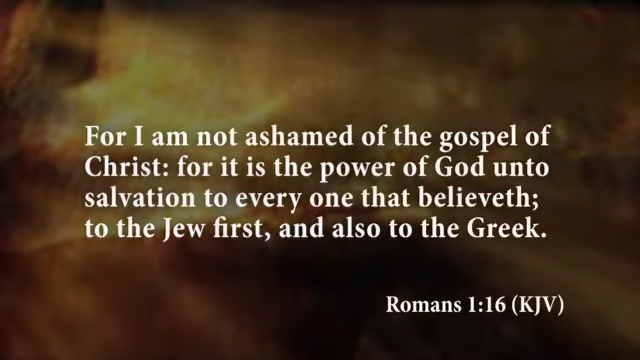 For I am not ashamed of the gospel of
Christ: for it is the power of God unto
salvation to every one that believeth;
to the Jew first, and also to the Greek.
Romans 1:16 (KJV)